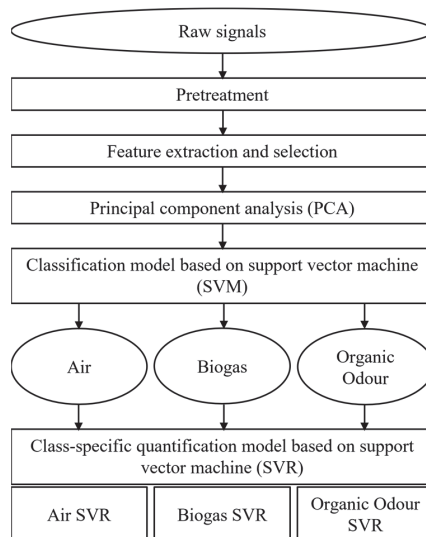 Raw signals
Pretreatment
Feature extraction and selection
Principal component analysis (PCA)
Classification model based on support vector machine
(SVM)
Air
Biogas
Organic
Odour
Class-specific quantification model based on support
vector machine (SVR)
Air SVR
Biogas SVR
Organic Odour
SVR